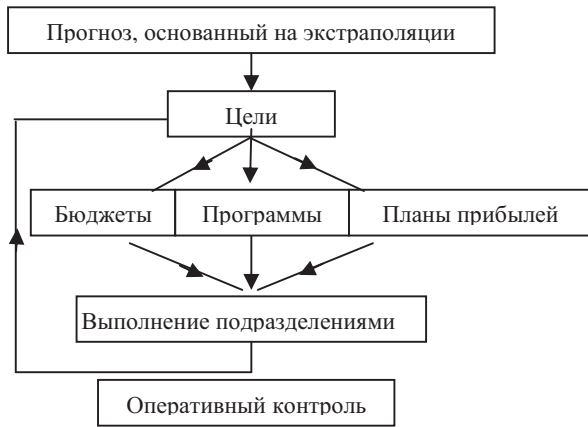 Прогноз, основанный на экстраполяции
Цели
Бюджеты Программы Планы прибылей
Выполнение подразделениями
Оперативный контроль